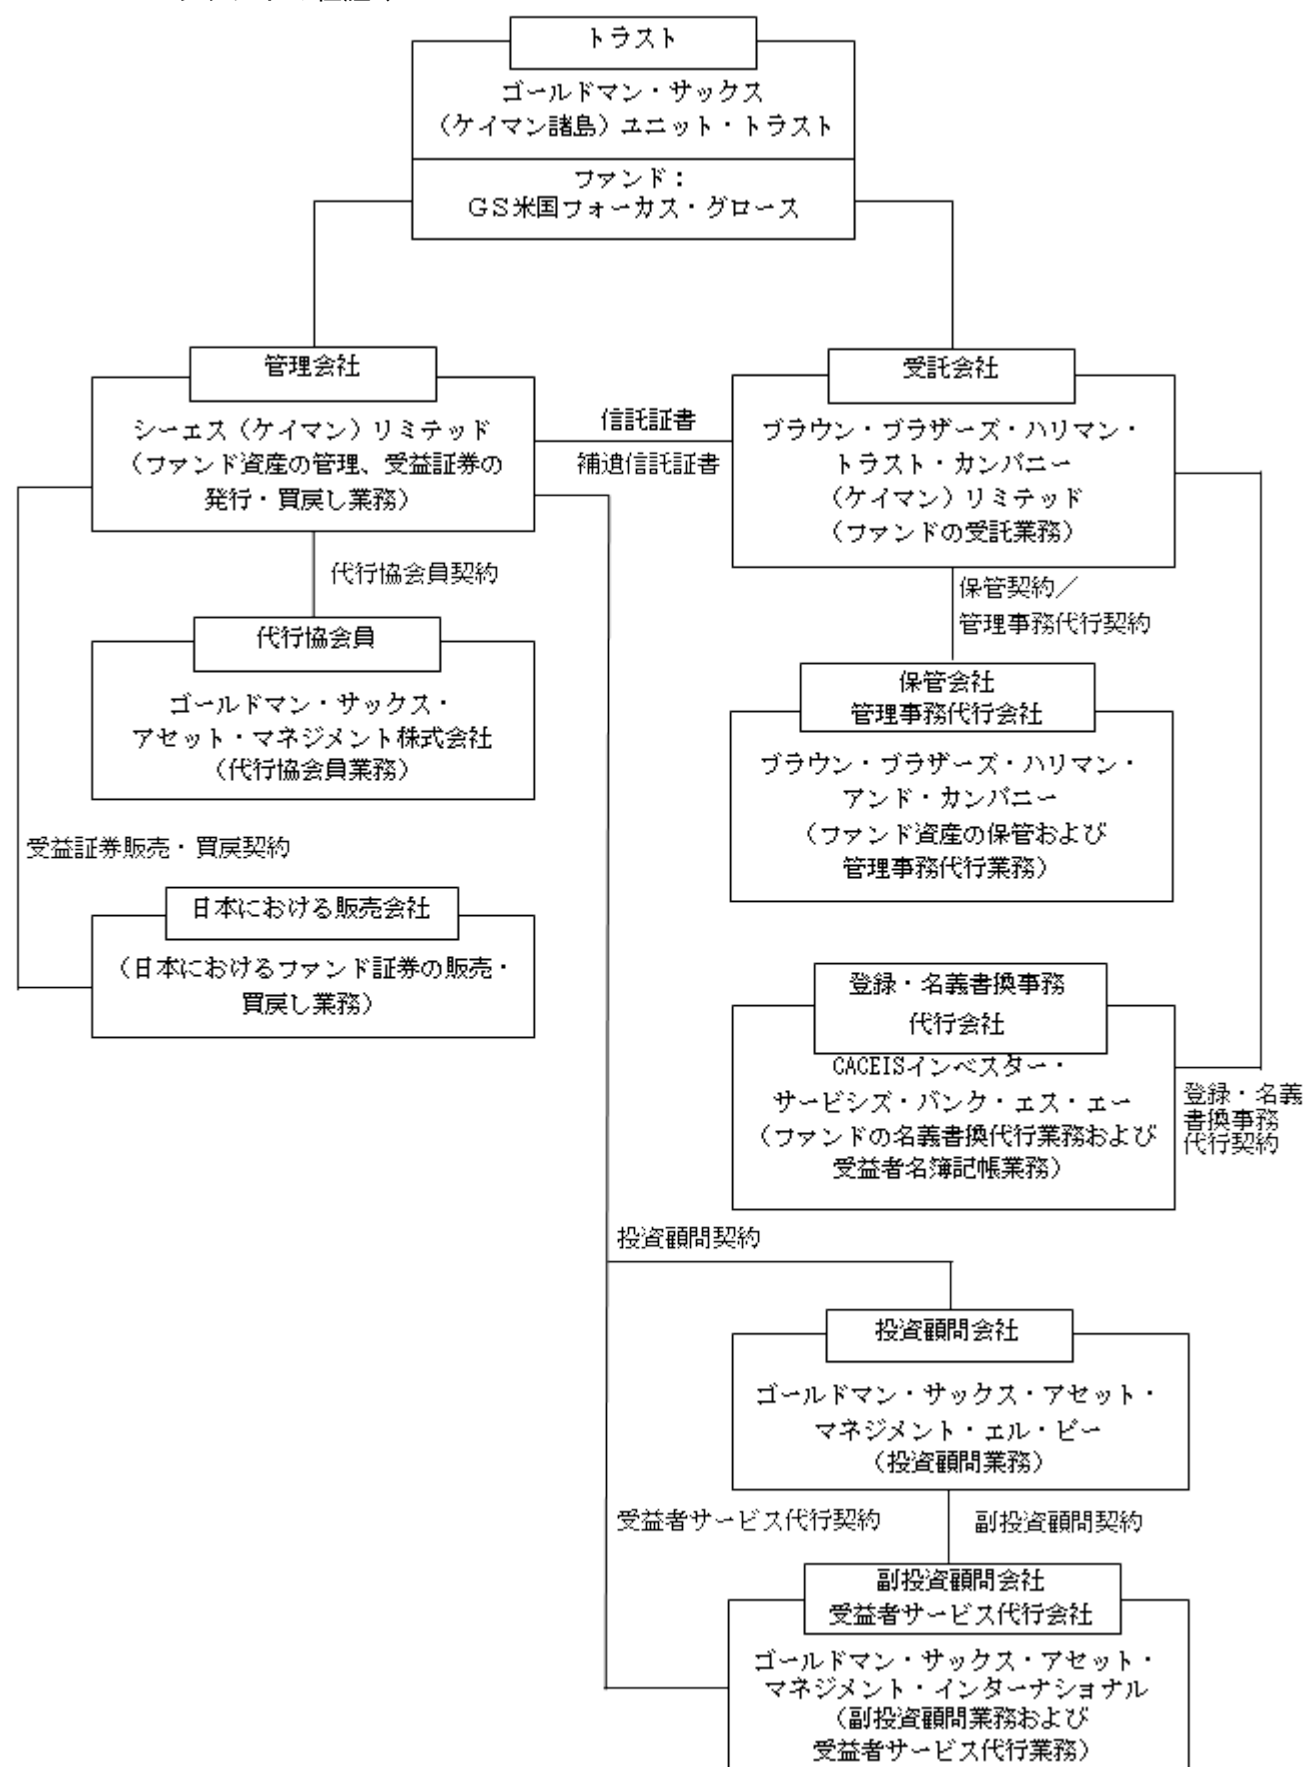 トラスト
ゴールドマン・サックス
（ケイマン諸島）ユニット・トラスト
ファンド：
ＧＳ米国フォーカス・グロース
管理会社
シーエス（ケイマン）リミテッド
（ファンド資産の管理、受益証券の
発行・買戻し業務）
信託証書
補遺信託証書
受託会社
ブラウン・ブラザーズ・ハリマン・
トラスト・カンパニー
（ケイマン）リミテッド
（ファンドの受託業務）
代行協会員契約
代行協会員
ゴールドマン・サックス・
アセット・マネジメント株式会社
（代行協会員業務）
保管契約／
管理事務代行契約
保管会社
管理事務代行会社
ブラウン・ブラザーズ・ハリマン・
アンド・カンパニー
（ファンド資産の保管および
管理事務代行業務）
受益証券販売・買戻契約
日本における販売会社
（日本におけるファンド証券の販売・
買戻し業務）
登録・名義書換事務
代行会社
CACEISインベスター・
サービシズ・バンク・エス・エー
（ファンドの名義書換代行業務および
受益者名簿記帳業務）
登録・名義
書換事務
代行契約
投資顧問契約
投資顧問会社
ゴールドマン・サックス・アセット・
マネジメント・エル・ピー
（投資顧問業務）
受益者サービス代行契約
副投資顧問契約
副投資顧問会社
受益者サービス代行会社
ゴールドマン・サックス・アセット・
マネジメント・インターナショナル
（副投資顧問業務および
受益者サービス代行業務）